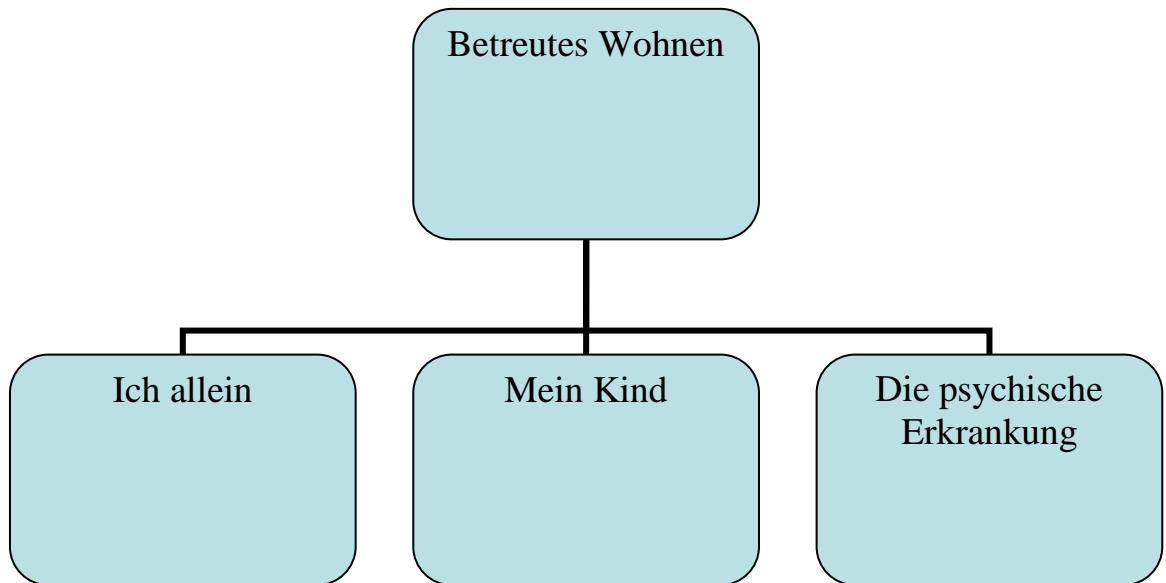 Betreutes Wohnen
Ich allein
Mein Kind
Die psychische
Erkrankung